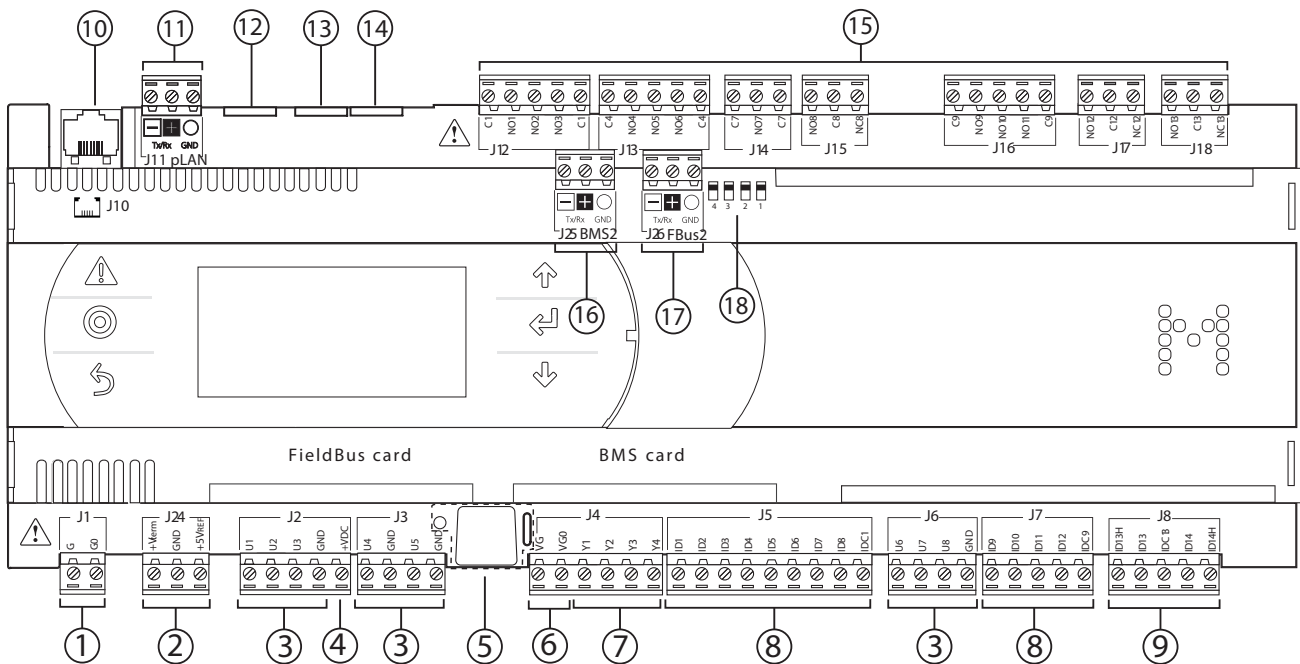 10 11 12 13 14 15
C1 NO1 NO2 NO3 C1
C4 NO4 NO5 NO6 C4
C7 NO7 C7
NO8 C8 NC8
C9 NO9 NO10 NO11 C9
NO12 C12 NC12
NO13 C13 NC13
J12 J13 J14 J15 J16 J17 J18
Tx/Rx GND
J11 pLAN
J10
Tx/Rx GND
J25 BMS2
Tx/Rx GND
J26 FBus2
4 3 2 1
16 17 18
FieldBus card BMS card
J1 J24 J2 J3 J4 J5 J6 J7 J8
G G0
+Vterm GND +5VREF
U1 U2 U3 GND +VDC
U4 GND U5 GND
VG VG0 Y1 Y2 Y3 Y4
ID1 ID2 ID3 ID4 ID5 ID6 ID7 ID8 IDC1
U6 U7 U8 GND
ID9 ID10 ID11 ID12 IDC9
ID13H ID13 IDC13 ID14 ID14H
1 2 3 4 3 5 6 7 8 3 8 9